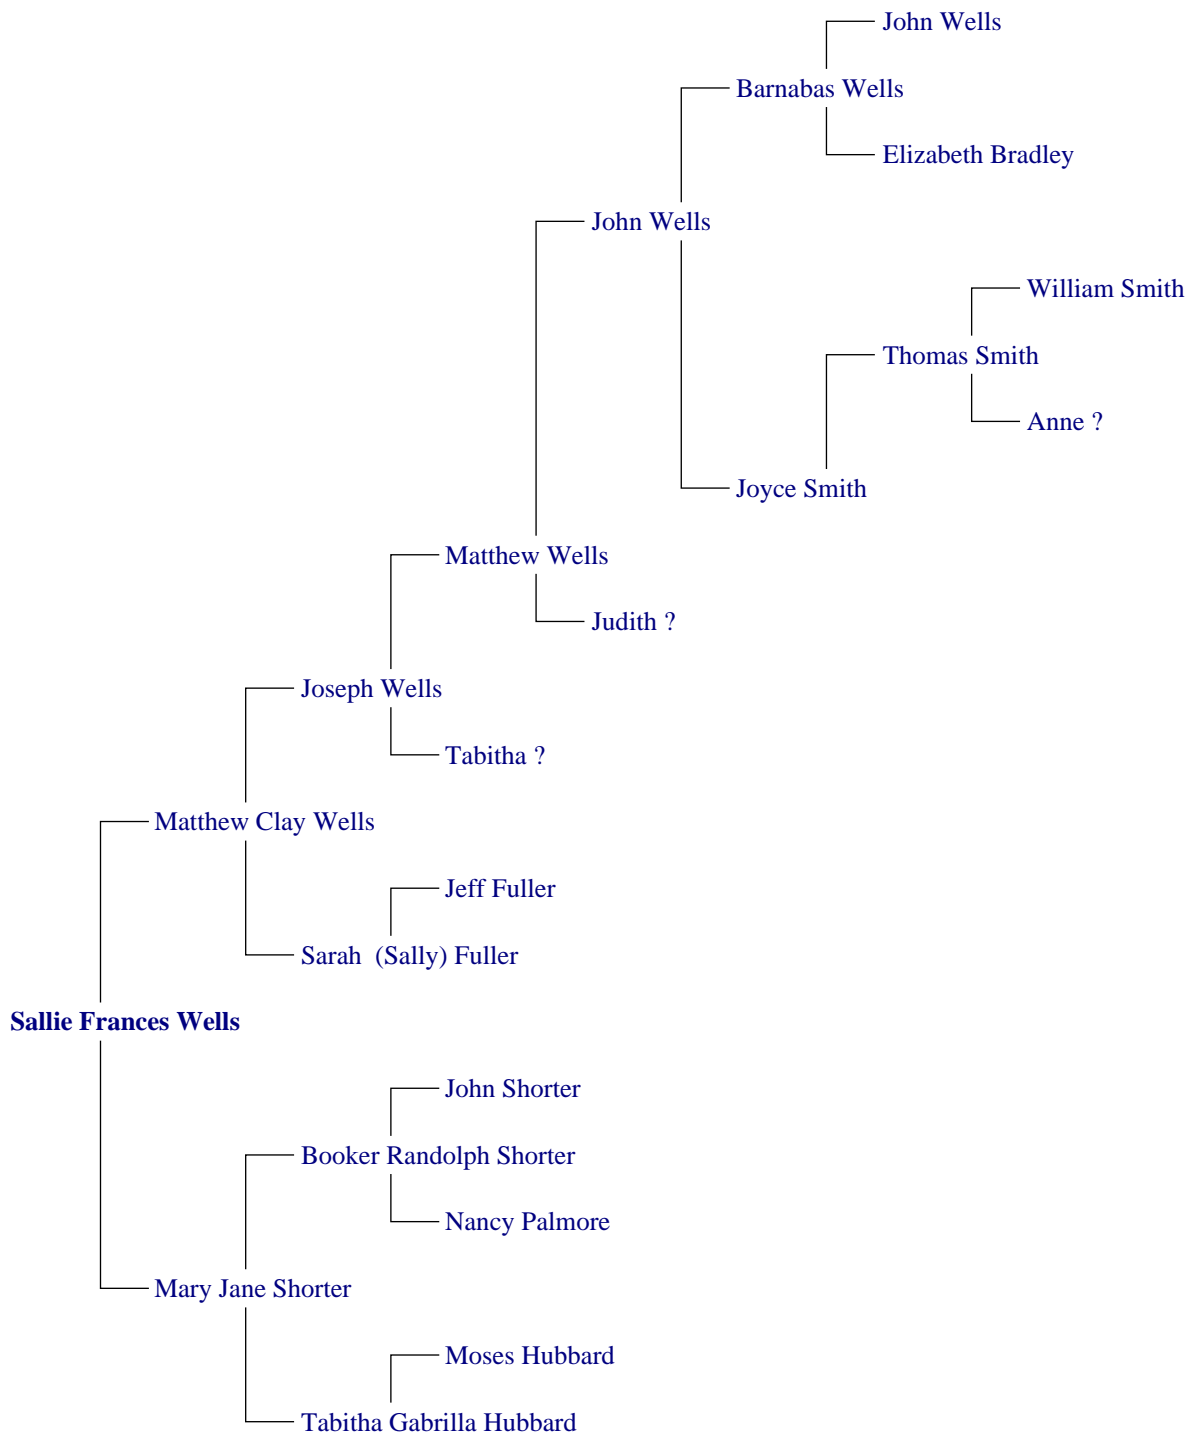 John Wells
Barnabas Wells
Elizabeth Bradley
John Wells
William Smith
Thomas Smith
Anne ?
Joyce Smith
Matthew Wells
Judith ?
Joseph Wells
Tabitha ?
Matthew Clay Wells
Jeff Fuller
Sarah  (Sally) Fuller
Sallie Frances Wells
John Shorter
Booker Randolph Shorter
Nancy Palmore
Mary Jane Shorter
Moses Hubbard
Tabitha Gabrilla Hubbard